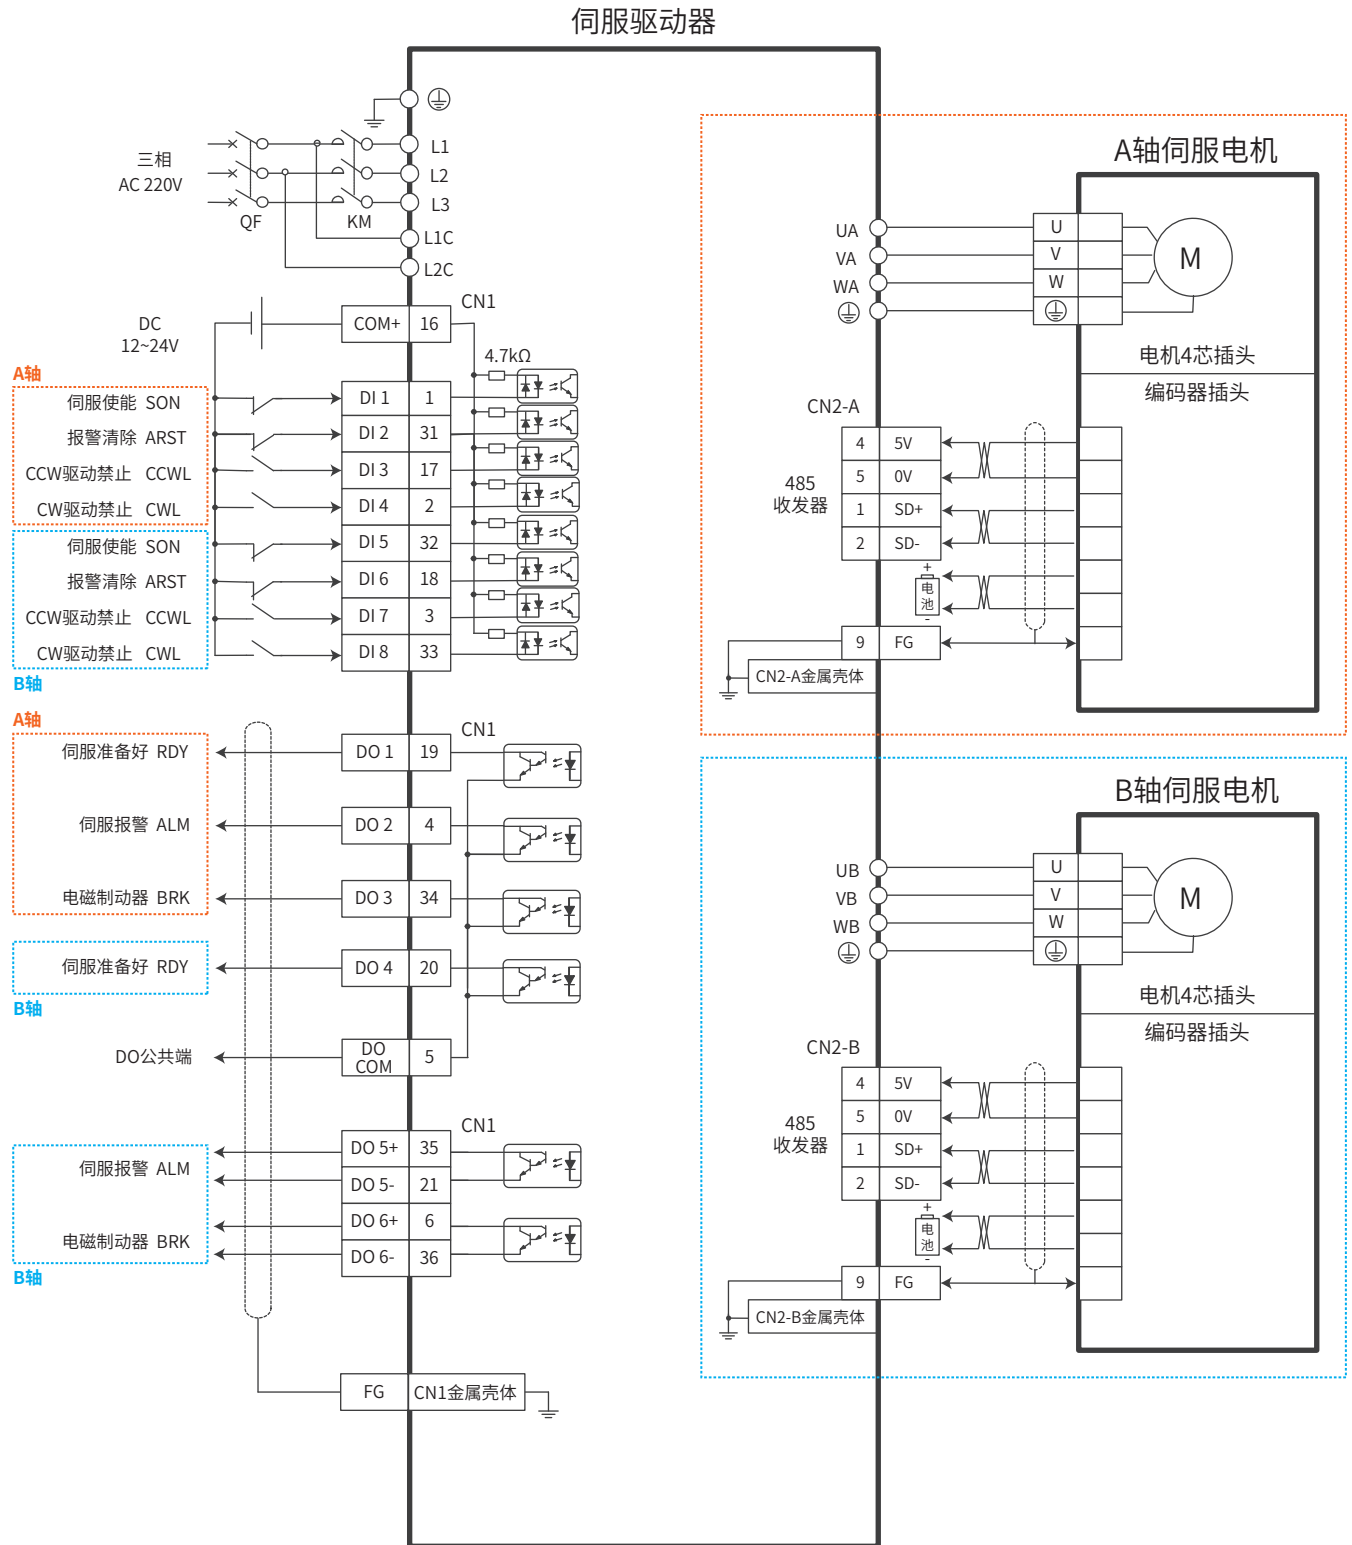 伺服驱动器
三相
AC 220V
QF
KM
L1
L2
L3
L1C
L2C
DC
12~24V
CN1
COM+ 16
4.7kΩ
A轴
伺服使能 SON DI 1 1
报警清除 ARST DI 2 31
CCW驱动禁止 CCWL DI 3 17
CW驱动禁止 CWL DI 4 2
伺服使能 SON DI 5 32
报警清除 ARST DI 6 18
CCW驱动禁止 CCWL DI 7 3
CW驱动禁止 CWL DI 8 33
B轴
A轴
CN1
伺服准备好 RDY DO 1 19
伺服报警 ALM DO 2 4
电磁制动器 BRK DO 3 34
伺服准备好 RDY DO 4 20
B轴
DO公共端 DO COM 5
CN1
伺服报警 ALM
DO 5+ 35
DO 5- 21
电磁制动器 BRK
DO 6+ 6
DO 6- 36
B轴
FG CN1金属壳体
A轴伺服电机
UA U
VA V
WA W
M
电机4芯插头
编码器插头
CN2-A
485
收发器
4 5V
5 0V
1 SD+
2 SD-
+
电
池
-
9 FG
CN2-A金属壳体
B轴伺服电机
UB U
VB V
WB W
M
电机4芯插头
编码器插头
CN2-B
485
收发器
4 5V
5 0V
1 SD+
2 SD-
+
电
池
-
9 FG
CN2-B金属壳体